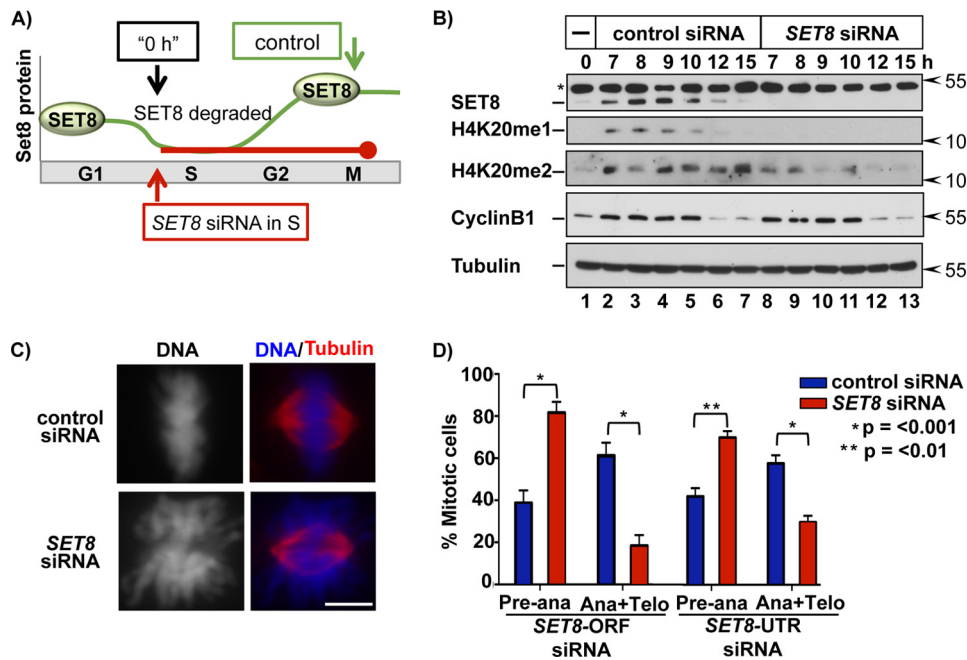 A)
"0 h"
control
Set8 protein
SET8
SET8 degraded
SET8
G1 S G2 M
SET8 siRNA in S
B)
– control siRNA SET8 siRNA
0 7 8 9 10 12 15 7 8 9 10 12 15 h
*
SET8
55
H4K20me1
10
H4K20me2
10
CyclinB1
55
Tubulin
55
1 2 3 4 5 6 7 8 9 10 11 12 13
C)
DNA DNA/Tubulin
control
siRNA
SET8
siRNA
D)
% Mitotic cells
100
80
60
40
20
0
* * ** *
control siRNA
SET8 siRNA
* p = <0.001
** p = <0.01
Pre-ana Ana+Telo Pre-ana Ana+Telo
SET8-ORF SET8-UTR
siRNA siRNA